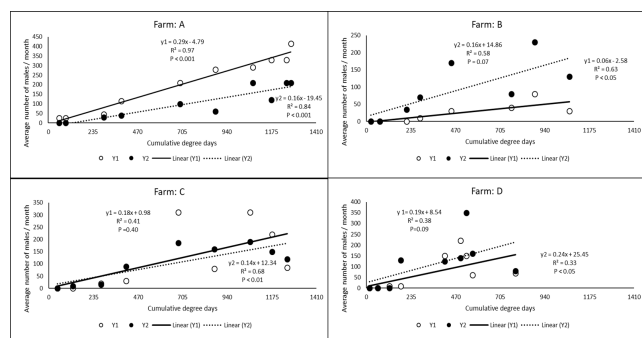 Farm: A
Average number of males / month
450
400
350
300
250
200
150
100
50
0
y1 = 0.29x - 4.79
R² = 0.97
P <.001
y2 = 0.16x - 19.45
R² = 0.84
P <.001
0 235 470 705 940 1175 1410
Cumulative degree days
Y1 Y2 Linear (Y1) Linear (Y2)
Farm: B
Average number of males / month
250
200
150
100
50
0
y2 = 0.16x + 14.86
R² = 0.58
P = 0.07
y1 = 0.06x - 2.58
R² = 0.63
P <.05
0 235 470 705 940 1175
Cumulative degree days
Y1 Y2 Linear (Y1) Linear (Y2)
Farm: C
Average number of males / month
350
300
250
200
150
100
50
0
y1 = 0.18x + 0.98
R² = 0.41
P =0.40
y2 = 0.14x + 12.34
R² = 0.68
P <.01
0 235 470 705 940 1175 1410
Cumulative degree days
Y1 Y2 Linear (Y1) Linear (Y2)
Farm: D
Average number of males / month
400
350
300
250
200
150
100
50
0
y 1= 0.19x + 8.54
R² = 0.38
P=0.09
y2 = 0.24x + 25.45
R² = 0.33
P <.05
0 235 470 705 940 1175 1410
Cumulative degree days
Y1 Y2 Linear (Y1) Linear (Y2)